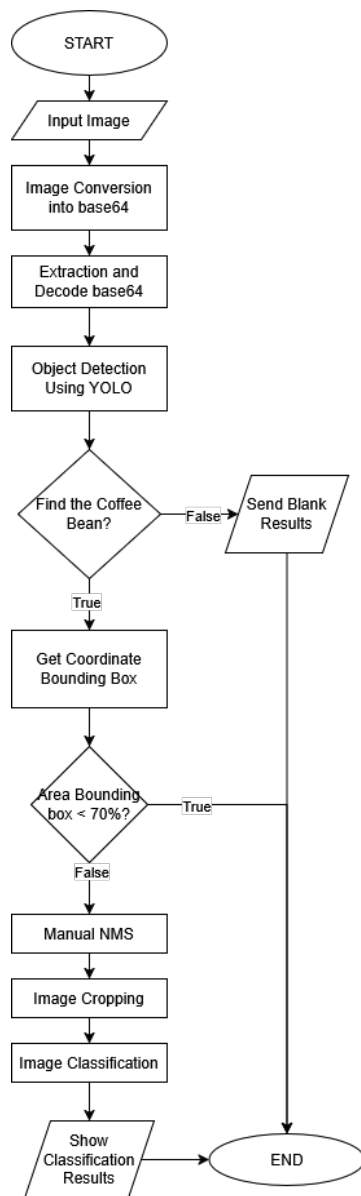 START
Input Image
Image Conversion
into base64
Extraction and
Decode base64
Object Detection
Using YOLO
Find the Coffee
Bean?
False
Send Blank
Results
True
Get Coordinate
Bounding Box
Area Bounding
box < 70%?
True
False
Manual NMS
Image Cropping
Image Classification
Show
Classification
Results
END